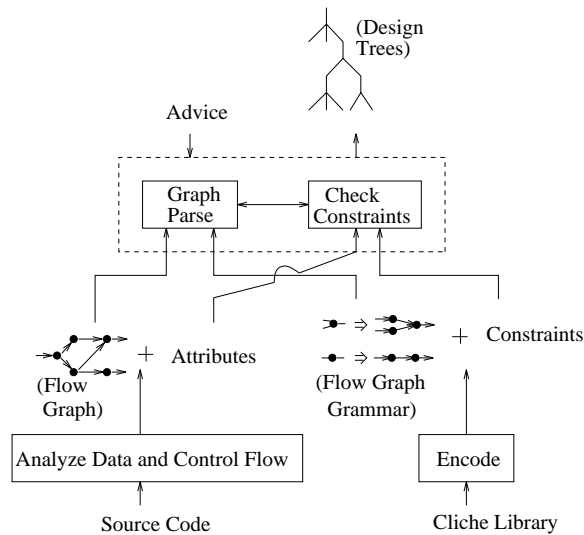 (Design
Trees)
Advice
Graph
Parse
Check
Constraints
+
Attributes
(Flow
Graph)
+
Constraints
(Flow Graph
Grammar)
Analyze Data and Control Flow
Encode
Source Code
Cliche Library